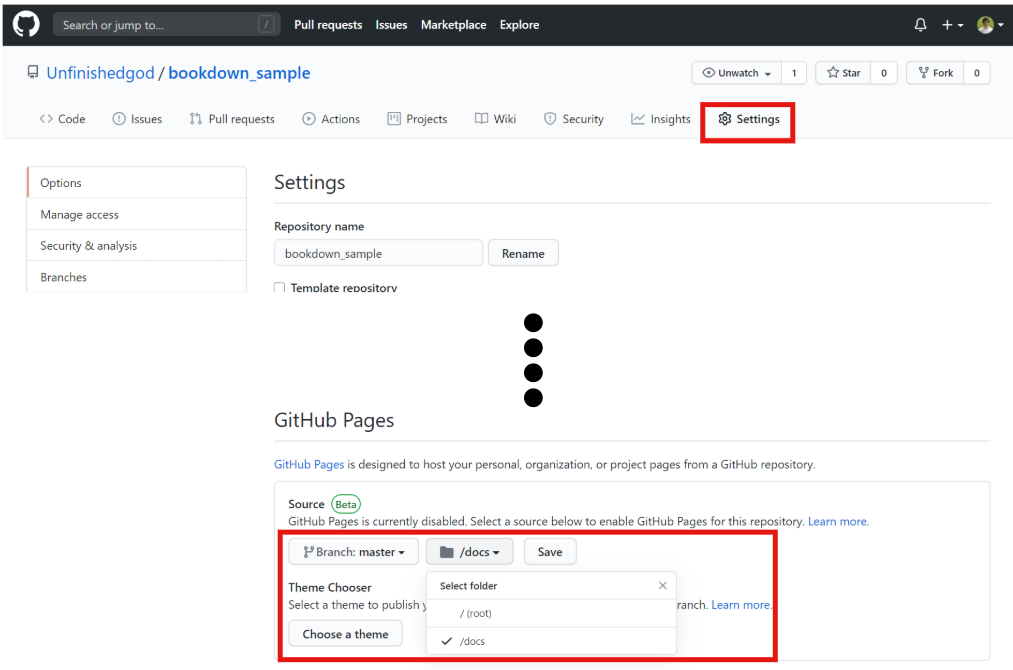 Search or jump to... / Pull requests Issues Marketplace Explore
Unfinishedgod / bookdown_sample Unwatch 1 Star 0 Fork 0
Code Issues Pull requests Actions Projects Wiki Security Insights Settings
Options
Manage access
Security & analysis
Branches
Settings
Repository name
bookdown_sample Rename
Template repository
GitHub Pages
GitHub Pages is designed to host your personal, organization, or project pages from a GitHub repository.
Source Beta
GitHub Pages is currently disabled. Select a source below to enable GitHub Pages for this repository. Learn more.
Branch: master /docs Save
Select folder
/ (root)
/docs
Theme Chooser
Select a theme to publish ranch. Learn more.
Choose a theme